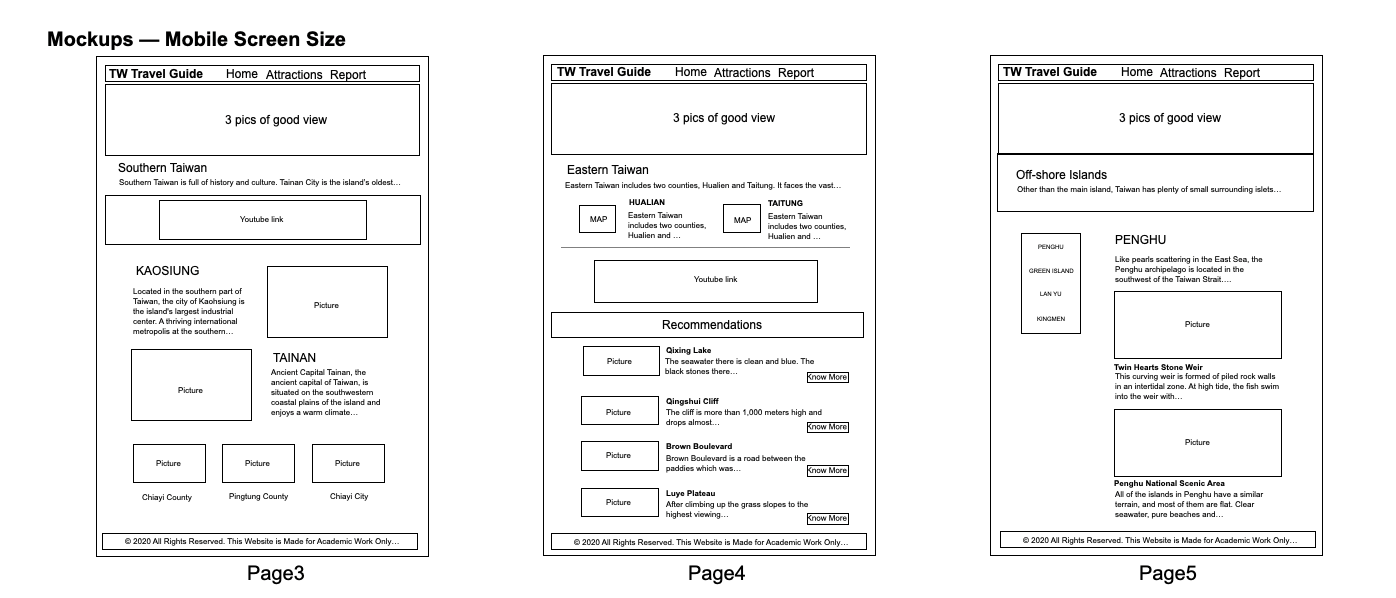 Mockups — Mobile Screen Size
TW Travel Guide Home Attractions Report
3 pics of good view
Southern Taiwan
Southern Taiwan is full of history and culture. Tainan City is the island's oldest…
Youtube link
KAOSIUNG
Located in the southern part of
Taiwan, the city of Kaohsiung is
the island's largest industrial
center. A thriving international
metropolis at the southern…
Picture
Picture
TAINAN
Ancient Capital Tainan, the
ancient capital of Taiwan, is
situated on the southwestern
coastal plains of the island and
enjoys a warm climate…
Picture
Picture
Picture
Chiayi County
Pingtung County
Chiayi City
© 2020 All Rights Reserved. This Website is Made for Academic Work Only…
Page3
TW Travel Guide Home Attractions Report
3 pics of good view
Eastern Taiwan
Eastern Taiwan includes two counties, Hualien and Taitung. It faces the vast…
MAP
HUALIAN
Eastern Taiwan
includes two counties,
Hualien and …
MAP
TAITUNG
Eastern Taiwan
includes two counties,
Hualien and …
Youtube link
Recommendations
Picture
Qixing Lake
The seawater there is clean and blue. The
black stones there…
Know More
Picture
Qingshui Cliff
The cliff is more than 1,000 meters high and
drops almost…
Know More
Picture
Brown Boulevard
Brown Boulevard is a road between the
paddies which was…
Know More
Picture
Luye Plateau
After climbing up the grass slopes to the
highest viewing…
Know More
© 2020 All Rights Reserved. This Website is Made for Academic Work Only…
Page4
TW Travel Guide Home Attractions Report
3 pics of good view
Off-shore Islands
Other than the main island, Taiwan has plenty of small surrounding islets…
PENGHU
GREEN ISLAND
LAN YU
KINGMEN
PENGHU
Like pearls scattering in the East Sea, the
Penghu archipelago is located in the
southwest of the Taiwan Strait….
Picture
Twin Hearts Stone Weir
This curving weir is formed of piled rock walls
in an intertidal zone. At high tide, the fish swim
into the weir with…
Picture
Penghu National Scenic Area
All of the islands in Penghu have a similar
terrain, and most of them are flat. Clear
seawater, pure beaches and…
© 2020 All Rights Reserved. This Website is Made for Academic Work Only…
Page5